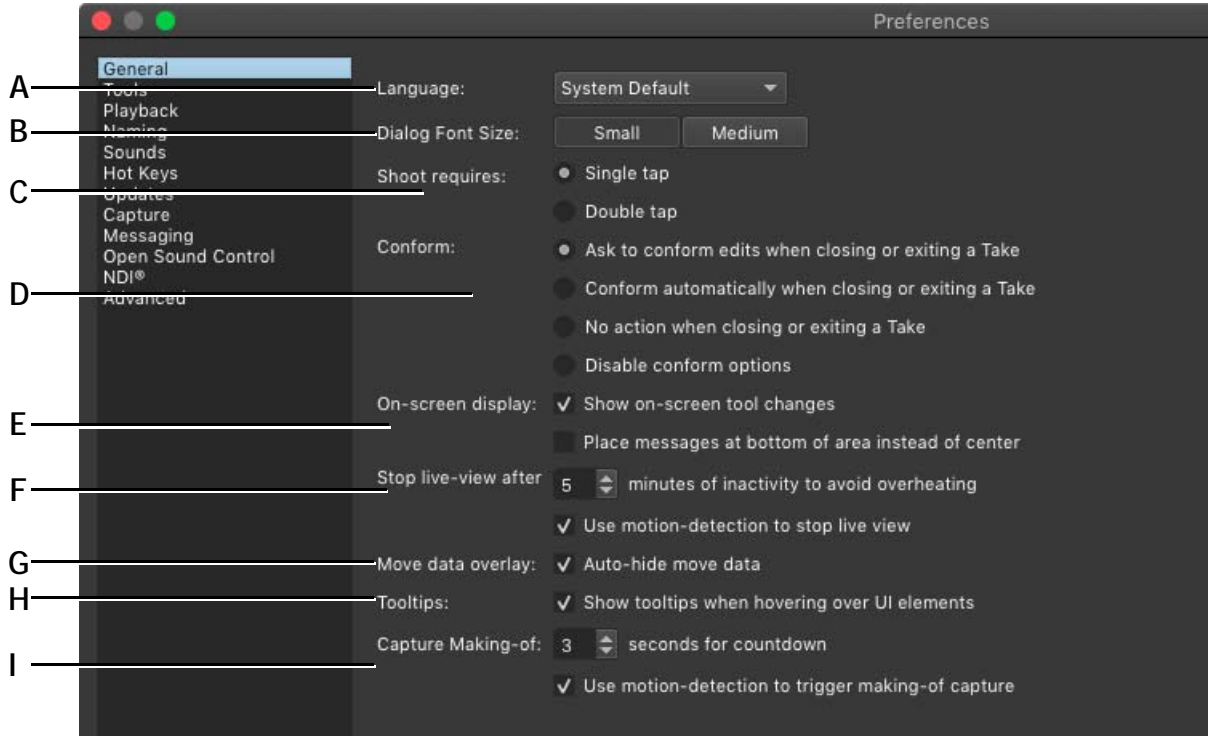 Preferences
General
A Tools Language: System Default
Playback
B Naming Dialog Font Size: Small Medium
Sounds
Hot Keys Shoot requires: Single tap
C Updates
Capture Double tap
Messaging
Open Sound Control Conform: Ask to conform edits when closing or exiting a Take
NDI®
D Advanced Conform automatically when closing or exiting a Take
No action when closing or exiting a Take
Disable conform options
E On-screen display: Show on-screen tool changes
Place messages at bottom of area instead of center
F Stop live-view after 5 minutes of inactivity to avoid overheating
Use motion-detection to stop live view
G Move data overlay: Auto-hide move data
H Tooltips: Show tooltips when hovering over UI elements
Capture Making-of: 3 seconds for countdown
I
Use motion-detection to trigger making-of capture